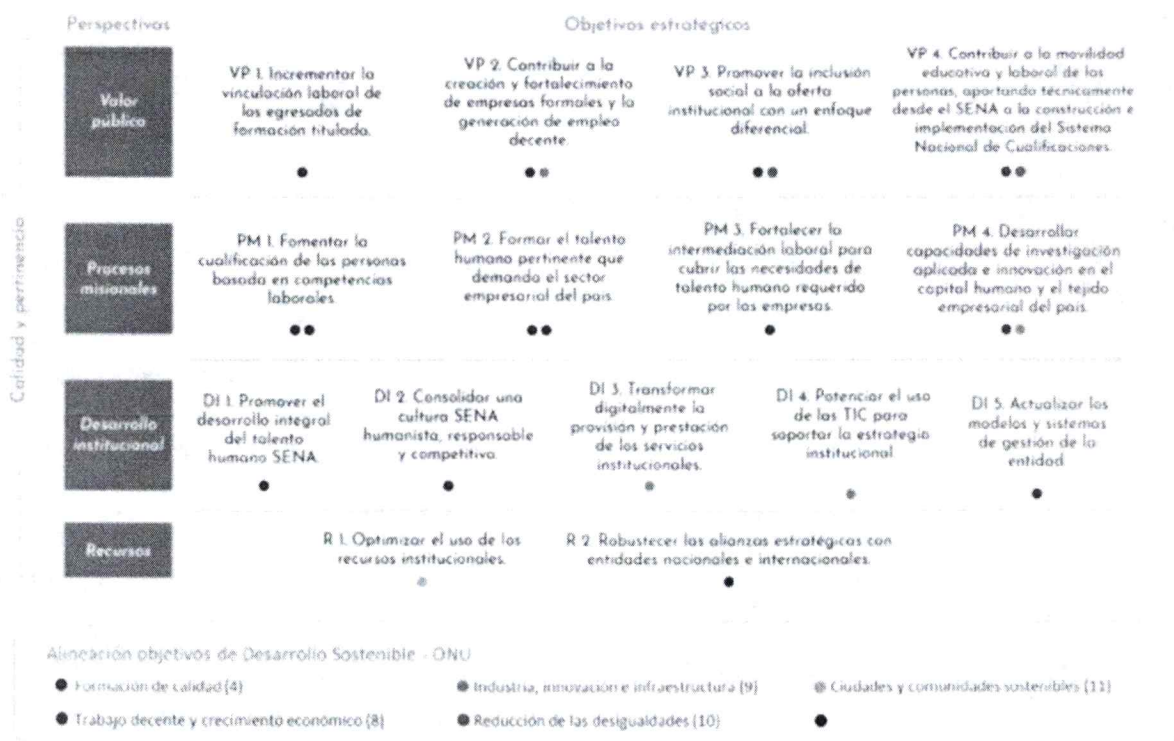 Perspectivas
Objetivos estratégicos
Calidad y pertinencia
Valor
público
VP 1. Incrementar la
vinculación laboral de
los egresados de
formación titulada.
VP 2. Contribuir a la
creación y fortalecimiento
de empresas formales y la
generación de empleo
decente.
VP 3. Promover la inclusión
social a la oferta
institucional con un enfoque
diferencial.
VP 4. Contribuir a la movilidad
educativa y laboral de las
personas, aportando técnicamente
desde el SENA a la construcción e
implementación del Sistema
Nacional de Cualificaciones.
Procesos
misionales
PM 1. Fomentar la
cualificación de las personas
basada en competencias
laborales.
PM 2. Formar el talento
humano pertinente que
demanda el sector
empresarial del país.
PM 3. Fortalecer la
intermediación laboral para
cubrir las necesidades de
talento humano requerido
por las empresas.
PM 4. Desarrollar
capacidades de investigación
aplicada e innovación en el
capital humano y el tejido
empresarial del país.
Desarrollo
institucional
DI 1. Promover el
desarrollo integral
del talento
humano SENA.
DI 2. Consolidar una
cultura SENA
humanista, responsable
y competitiva.
DI 3. Transformar
digitalmente la
provisión y prestación
de los servicios
institucionales.
DI 4. Potenciar el uso
de las TIC para
soportar la estrategia
institucional.
DI 5. Actualizar los
modelos y sistemas
de gestión de la
entidad.
Recursos
R 1. Optimizar el uso de los
recursos institucionales.
R 2. Robustecer las alianzas estratégicas con
entidades nacionales e internacionales.
Alineación objetivos de Desarrollo Sostenible - ONU
Formación de calidad (4)
Industria, innovación e infraestructura (9)
Ciudades y comunidades sostenibles (11)
Trabajo decente y crecimiento económico (8)
Reducción de las desigualdades (10)